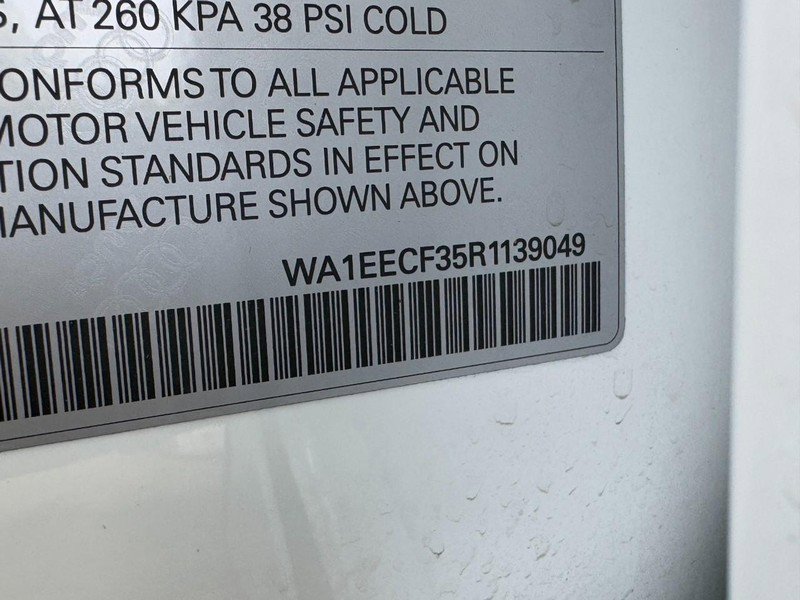 S, AT 260 KPA 38 PSI COLD
ONFORMS TO ALL APPLICABLE
MOTOR VEHICLE SAFETY AND
TION STANDARDS IN EFFECT ON
MANUFACTURE SHOWN ABOVE.
WA1EECF35R1139049